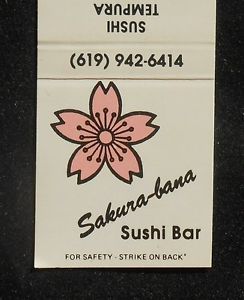 SUSHI
TEMPURA
(619) 942-6414
Sakura-bana
Sushi Bar
FOR SAFETY - STRIKE ON BACK